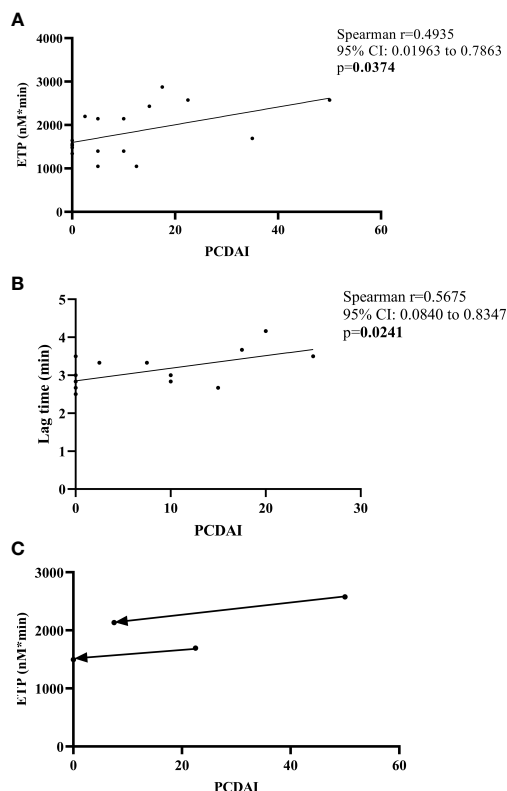 A
Spearman r=0.4935
95% CI: 0.01963 to 0.7863
p=0.0374
4000
3000
2000
1000
0
ETP (nM*min)
0 20 40 60
PCDAI
B
Spearman r=0.5675
95% CI: 0.0840 to 0.8347
p=0.0241
5
4
3
2
1
0
Lag time (min)
0 10 20 30
PCDAI
C
3000
2000
1000
0
ETP (nM*min)
0 20 40 60
PCDAI